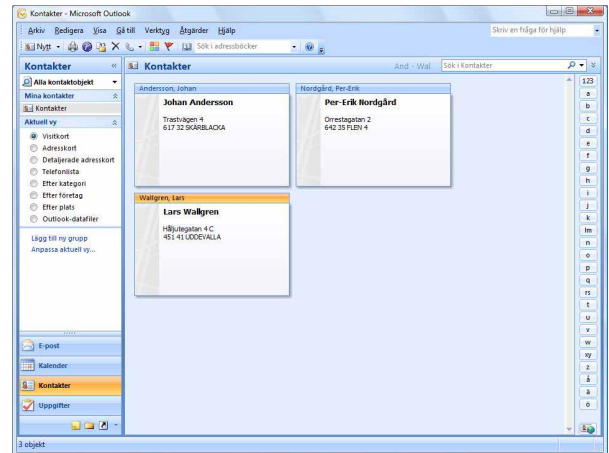 Kontakter - Microsoft Outlook
Arkiv Redigera Visa Gå till Verktyg Åtgärder Hjälp
Skriv en fråga för hjälp
Nytt
Sök i adressböcker
Kontakter
Kontakter
And - Wal
Sök i Kontakter
Alla kontaktobjekt
Mina kontakter
Kontakter
Aktuell vy
Visitkort
Adresskort
Detaljerade adresskort
Telefonlista
Efter kategori
Efter företag
Efter plats
Outlook-datafiler
Lägg till ny grupp
Anpassa aktuell vy...
E-post
Kalender
Kontakter
Uppgifter
Andersson, Johan
Johan Andersson
Trastvägen 4
617 32 SKÄRBLACKA
Nordgård, Per-Erik
Per-Erik Nordgård
Orrestagatan 2
642 35 FLEN 4
Wallgren, Lars
Lars Wallgren
Håljutegatan 4 C
451 41 UDDEVALLA
123
a
b
c
d
e
f
g
h
i
j
k
lm
n
o
p
q
rs
t
u
v
w
xy
z
å
ä
ö
3 objekt